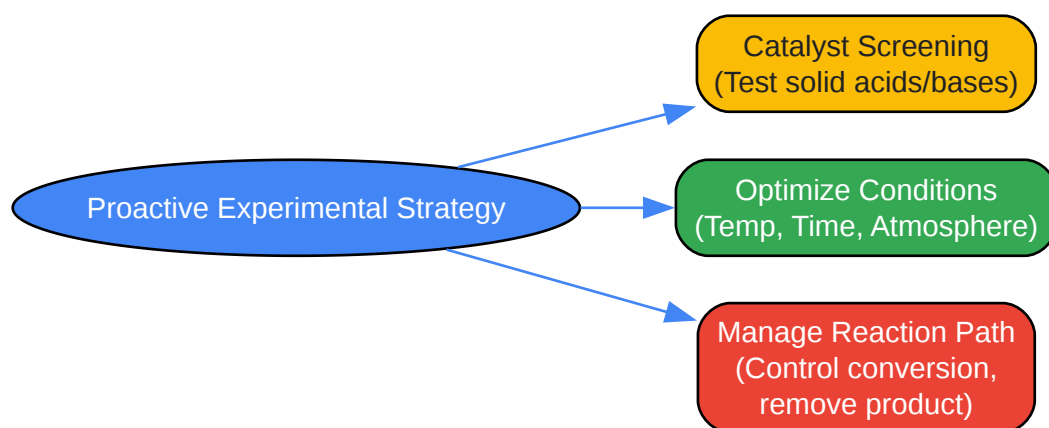 Catalyst Screening
(Test solid acids/bases)
Proactive Experimental Strategy
Optimize Conditions
(Temp, Time, Atmosphere)
Manage Reaction Path
(Control conversion,
remove product)